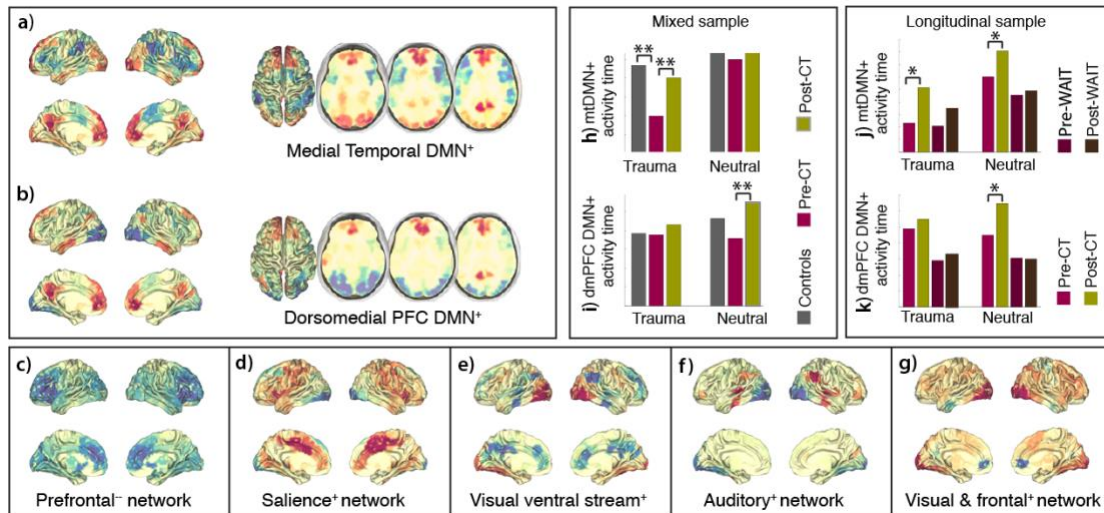 a)
Medial Temporal DMN⁺
b)
Dorsomedial PFC DMN⁺
Mixed sample
h) mtDMN+
activity time
**
**
Trauma
Neutral
i) dmPFC DMN+
activity time
**
Trauma
Neutral
Controls
Pre-CT
Post-CT
Longitudinal sample
j) mtDMN+
activity time
*
*
Trauma
Neutral
k) dmPFC DMN+
activity time
*
Trauma
Neutral
Pre-CT
Post-CT
Pre-WAIT
Post-WAIT
c)
Prefrontal⁻⁻ network
d)
Salience⁺ network
e)
Visual ventral stream⁺
f)
Auditory⁺ network
g)
Visual & frontal⁺ network